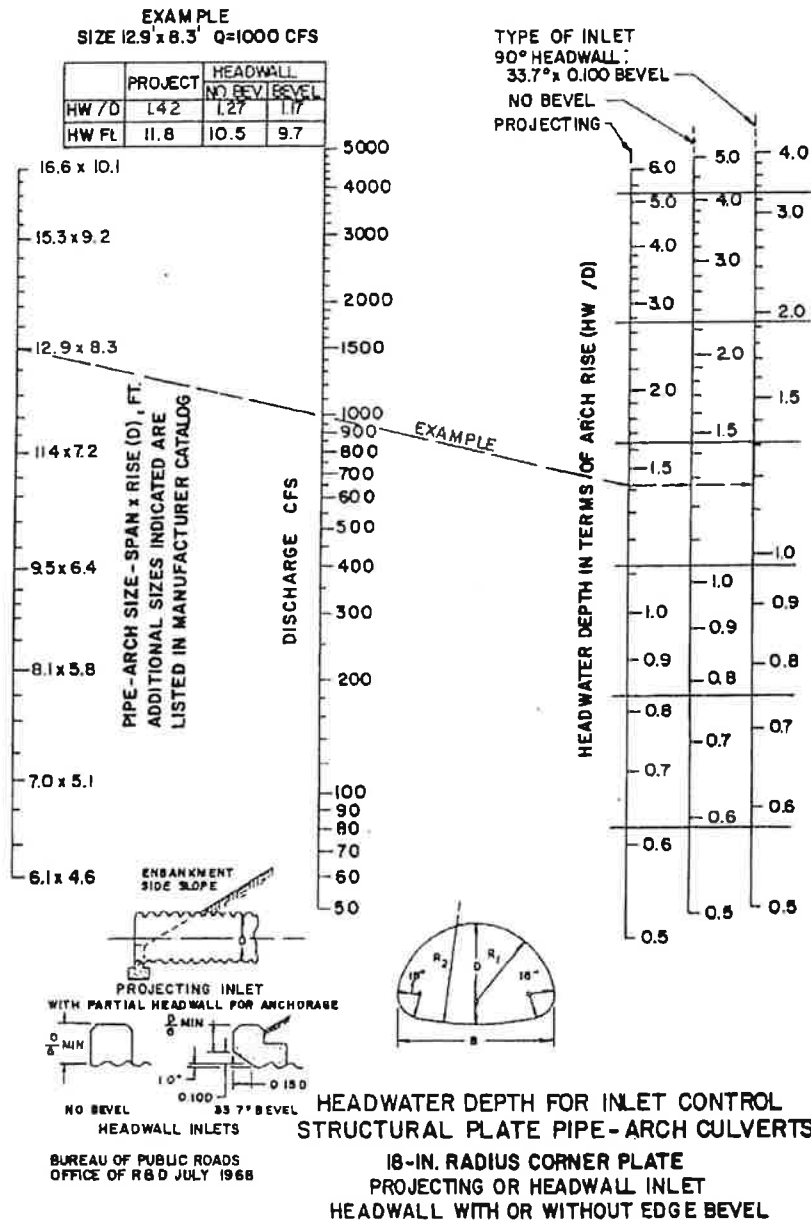 EXAMPLE
SIZE 12.9' x 8.3' Q=1000 CFS
PROJECT HEADWALL
NO BEV. BEVEL
HW / D 1.42 1.27 1.17
HW Ft. 11.8 10.5 9.7
TYPE OF INLET
90° HEADWALL:
33.7° x 0.100 BEVEL
NO BEVEL
PROJECTING
16.6 x 10.1
15.3 x 9.2
12.9 x 8.3
11.4 x 7.2
9.5 x 6.4
8.1 x 5.8
7.0 x 5.1
6.1 x 4.6
PIPE-ARCH SIZE-SPAN x RISE (D), FT.
ADDITIONAL SIZES INDICATED ARE
LISTED IN MANUFACTURER CATALOG
5000
4000
3000
2000
1500
1000
900
800
700
600
500
400
300
200
100
90
80
70
60
50
DISCHARGE CFS
EXAMPLE
HEADWATER DEPTH IN TERMS OF ARCH RISE (HW /D)
6.0
5.0
4.0
3.0
2.0
1.5
1.0
0.9
0.8
0.7
0.6
0.5
5.0
4.0
3.0
2.0
1.5
1.0
0.9
0.8
0.7
0.6
0.5
4.0
3.0
2.0
1.5
1.0
0.9
0.8
0.7
0.6
0.5
EMBANKMENT
SIDE SLOPE
D
PROJECTING INLET
WITH PARTIAL HEADWALL FOR ANCHORAGE
MIN
MIN
1.0"
0.100
0.15D
NO BEVEL
33.7° BEVEL
HEADWALL INLETS
R2
D
R1
18"
18"
B
BUREAU OF PUBLIC ROADS
OFFICE OF R&D JULY 1968
HEADWATER DEPTH FOR INLET CONTROL
STRUCTURAL PLATE PIPE-ARCH CULVERTS
18-IN. RADIUS CORNER PLATE
PROJECTING OR HEADWALL INLET
HEADWALL WITH OR WITHOUT EDGE BEVEL